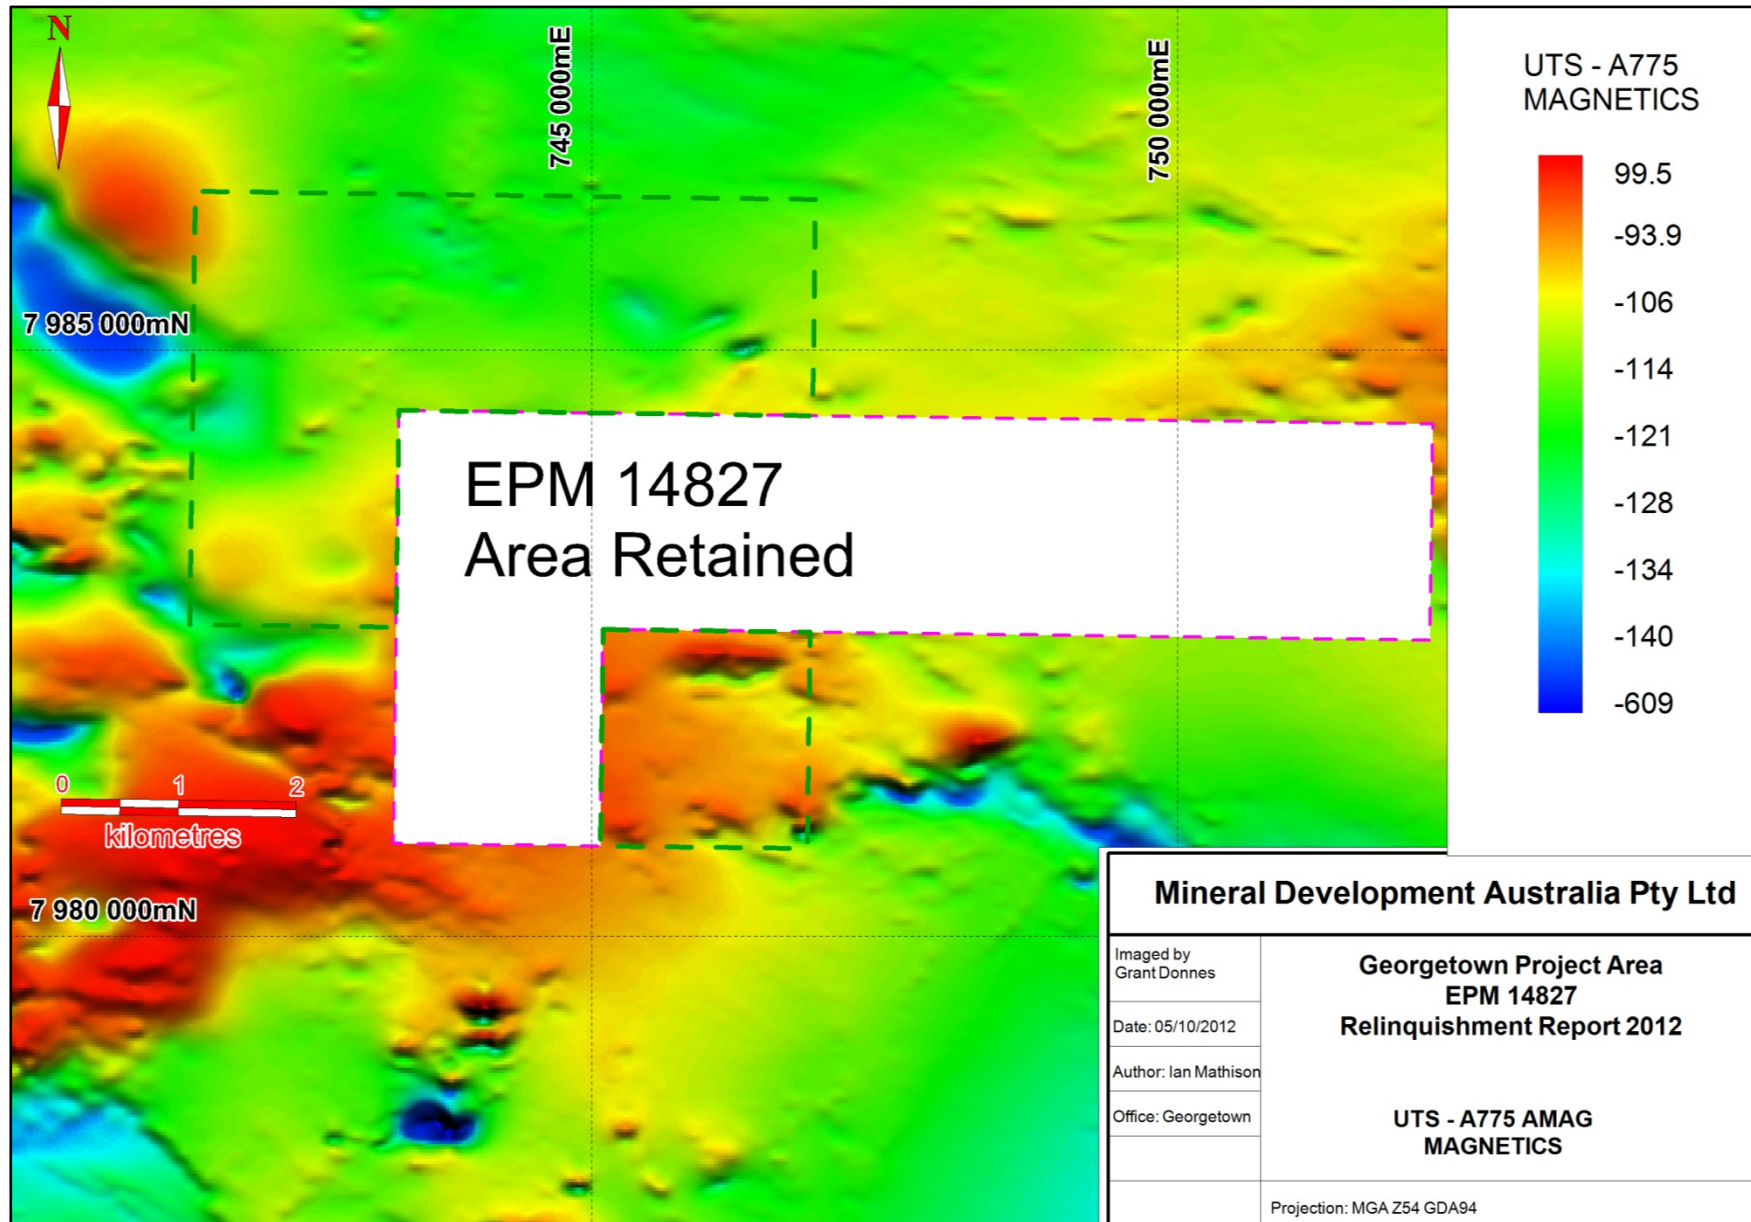 N
745 000mE
750 000mE
7 985 000mN
EPM 14827
Area Retained
0 1 2
kilometres
7 980 000mN
UTS - A775
MAGNETICS
99.5
-93.9
-106
-114
-121
-128
-134
-140
-609
Mineral Development Australia Pty Ltd
Imaged by
Grant Donnes
Date: 05/10/2012
Author: Ian Mathison
Office: Georgetown
Georgetown Project Area
EPM 14827
Relinquishment Report 2012
UTS - A775 AMAG
MAGNETICS
Projection: MGA Z54 GDA94